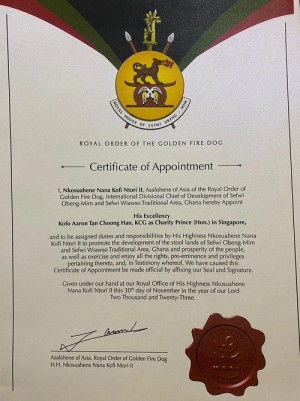 ROYAL HOUSE OF SEFWI OBENG-MIM
ROYAL ORDER OF THE GOLDEN FIRE DOG
Certificate of Appointment
I, Nkosuahene Nana Kofi Ntori II, Asafohene of Asia of the Royal Order of
Golden Fire Dog, International Divisional Chief of Development of Sefwi
Obeng-Mim and Sefwi Wiawso Traditional Area, Ghana hereby Appoint
His Excellency
Kofo Aaron Tan Choong Han, KCG as Charity Prince (Hon.) in Singapore,
and to be assigned duties and responsibilities by His Highness Nkosuahene
Nana Kofi Ntori II to promote the development of the stool lands of Sefwi Obeng-Mim
and Sefwi Wiawso Traditional Area, Ghana and prosperity of the people,
as well as exercise and enjoy all the rights, pre-eminence and privileges
pertaining thereto, and, in Testimony whereof, We have caused this
Certificate of Appointment be made official by affixing our Seal and Signature.
Given under our hand at our Royal Office of His Highness Nkosuahene
Nana Kofi Ntori II this 30th day of November in the year of our Lord
Two Thousand and Twenty-Three.
Asafohene of Asia, Royal Order of Golden Fire Dog
H.H. Nkosuahene Nana Kofi Ntori II